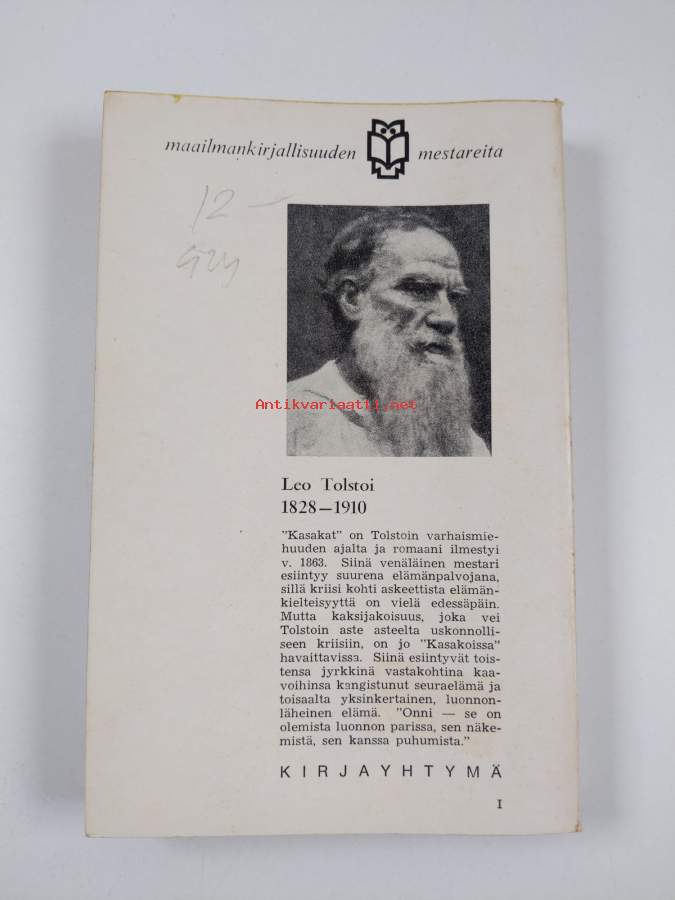 maailmankirjallisuuden mestareita
12 –
Antikvariaatti.net
Leo Tolstoi
1828—1910
"Kasakat" on Tolstoin varhaismie-
huuden ajalta ja romaani ilmestyi
v. 1863. Siinä venäläinen mestari
esiintyy suurena elämänpalvojana,
sillä kriisi kohti askeettista elämän-
kielteisyyttä on vielä edessäpäin.
Mutta kaksijakoisuus, joka vei
Tolstoin aste asteelta uskonnolli-
seen kriisiin, on jo "Kasakoissa"
havaittavissa. Siinä esiintyvät tois-
tensa jyrkkinä vastakohtina kaa-
voihinsa kangistunut seuraelämä ja
toisaalta yksinkertainen, luonnon-
läheinen elämä. "Onni — se on
olemista luonnon parissa, sen näke-
mistä, sen kanssa puhumista."
KIRJAYHTYMÄ
I